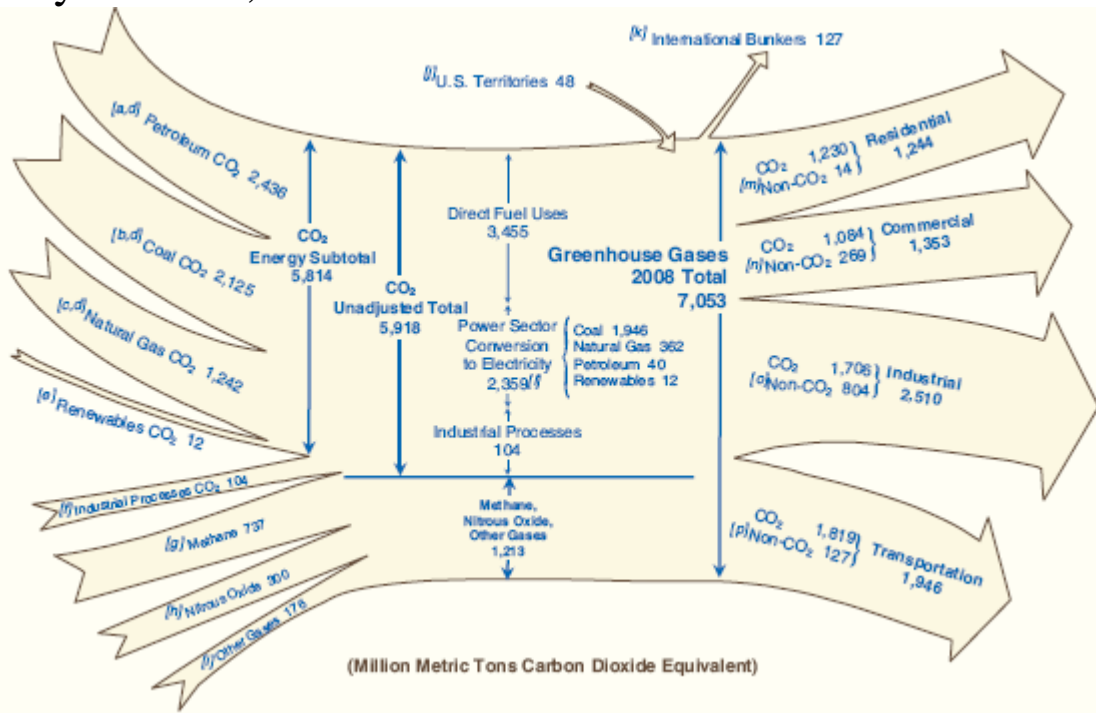 [k] International Bunkers 127
[j] U.S. Territories 48
[a,d] Petroleum CO₂ 2,436
[b,d] Coal CO₂ 2,125
[c,d] Natural Gas CO₂ 1,242
[e] Renewables CO₂ 12
[f] Industrial Processes CO₂ 104
[g] Methane 737
[h] Nitrous Oxide 300
[i] Other Gases 176
CO₂
Energy Subtotal
5,814
CO₂
Unadjusted Total
5,918
Direct Fuel Uses
3,455
Power Sector
Conversion
to Electricity
2,359[l]
Coal 1,946
Natural Gas 362
Petroleum 40
Renewables 12
Industrial Processes
104
Methane,
Nitrous Oxide,
Other Gases
1,213
Greenhouse Gases
2008 Total
7,053
CO₂ 1,230
[m]Non-CO₂ 14
Residential
1,244
CO₂ 1,084
[n]Non-CO₂ 269
Commercial
1,353
CO₂ 1,706
[o]Non-CO₂ 804
Industrial
2,510
CO₂ 1,819
[p]Non-CO₂ 127
Transportation
1,946
(Million Metric Tons Carbon Dioxide Equivalent)